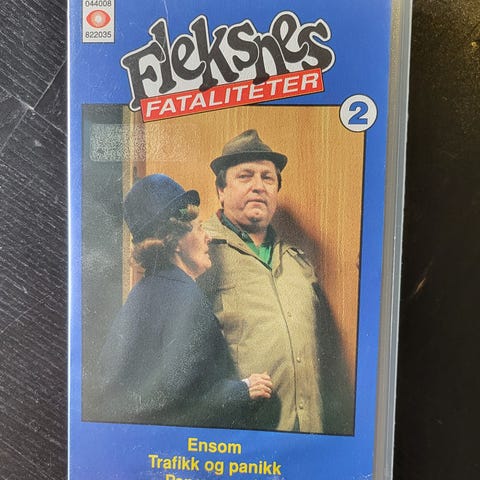 044008
822035
Fleksnes
FATALITETER
2
Ensom
Trafikk og panikk